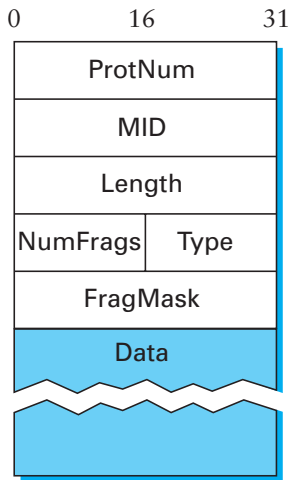 0 16 31
ProtNum
MID
Length
NumFrags Type
FragMask
Data